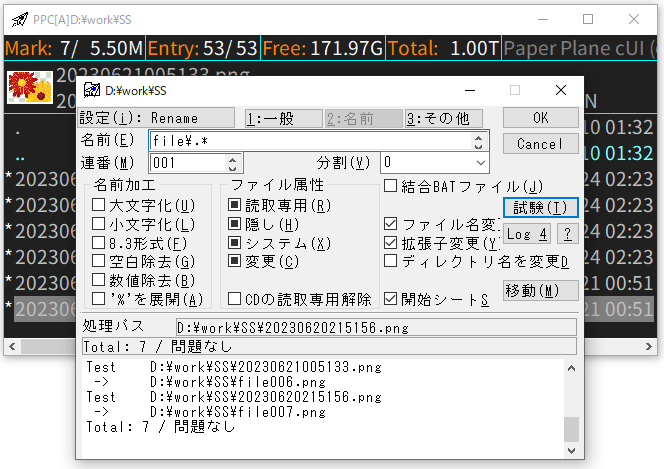 PPC[A]D:¥work¥SS
Mark: 7/ 5.50M Entry: 53/ 53 Free: 171.97G Total: 1.00T Paper Plane cUI (
20230621005133.png
. 10 01:32
.. 10 01:32
* 202306 24 02:23
* 202306 24 02:23
* 202306 24 02:23
* 202306 24 02:23
* 202306 21 00:51
* 202306 21 00:51
D:¥work¥SS
設定(i): Rename 1:一般 2:名前 3:その他 OK
名前(E) file¥.* Cancel
連番(M) 001 分割(V) 0
名前加工 ファイル属性 結合BATファイル(J)
大文字化(U) 読取専用(R) 試験(T)
小文字化(L) 隠し(H) ファイル名変
8.3形式(F) システム(X) 拡張子変更(Y Log 4 ?
空白除去(G) 変更(C) ディレクトリ名を変更D
数値除去(B)
'%'を展開(A) CDの読取専用解除 開始シートS 移動(M)
処理パス D:¥work¥SS¥20230620215156.png
Total: 7 / 問題なし
Test D:¥work¥SS¥20230621005133.png
-> D:¥work¥SS¥file006.png
Test D:¥work¥SS¥20230620215156.png
-> D:¥work¥SS¥file007.png
Total: 7 / 問題なし